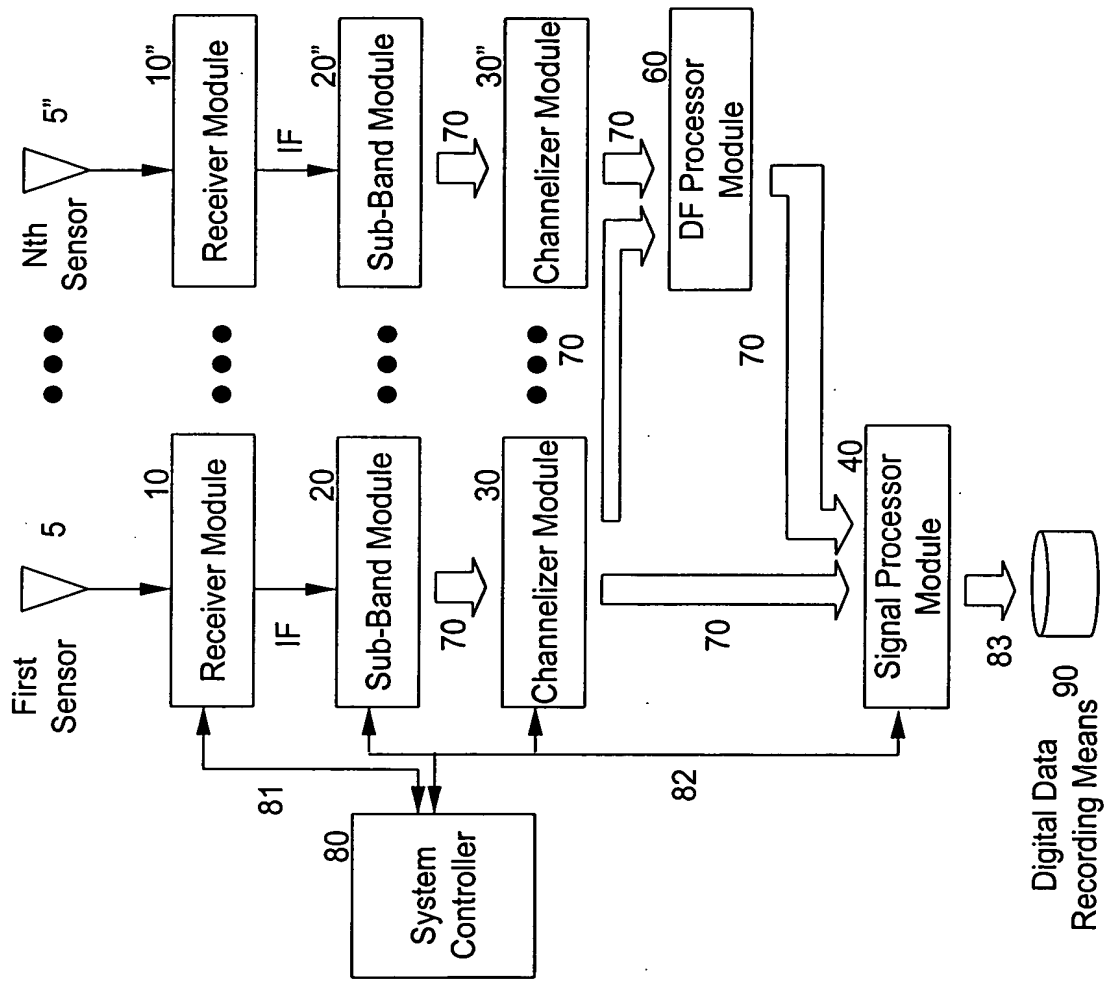 First
Sensor
5
Nth
Sensor
5"
10
Receiver Module
10"
Receiver Module
IF
IF
20
Sub-Band Module
20"
Sub-Band Module
70
70
30
Channelizer Module
30"
Channelizer Module
70
70
70
60
DF Processor
Module
70
40
Signal Processor
Module
80
System
Controller
81
82
83
90
Digital Data
Recording Means